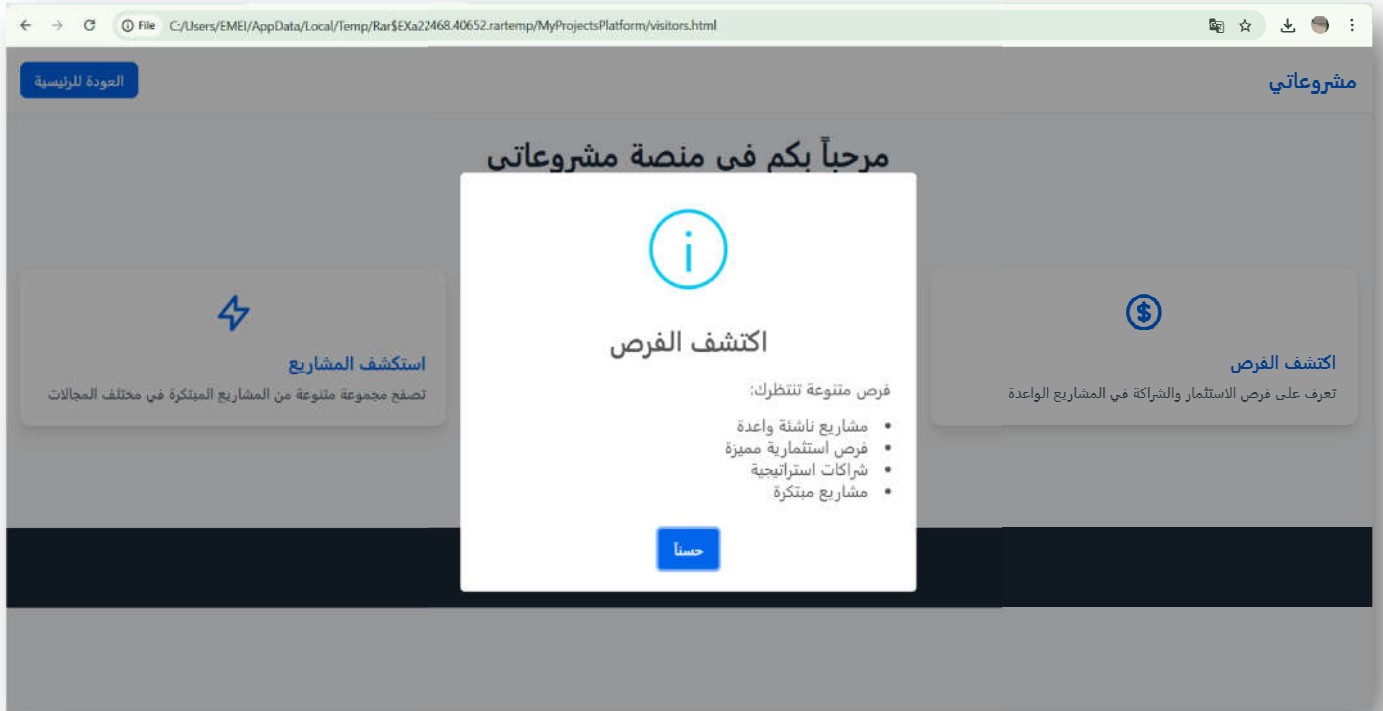 File C:/Users/EMEI/AppData/Local/Temp/Rar$EXa22468.40652.rartemp/MyProjectsPlatform/visitors.html
مشروعاتي
العودة للرئيسية
مرحباً بكم في منصة مشروعاتي
اكتشف الفرص
تعرف على فرص الاستثمار والشراكة في المشاريع الواعدة
i
اكتشف الفرص
فرص متنوعة تنتظرك:
• مشاريع ناشئة واعدة
• فرص استثمارية مميزة
• شراكات استراتيجية
• مشاريع مبتكرة
حسناً
استكشف المشاريع
تصفح مجموعة متنوعة من المشاريع المبتكرة في مختلف المجالات